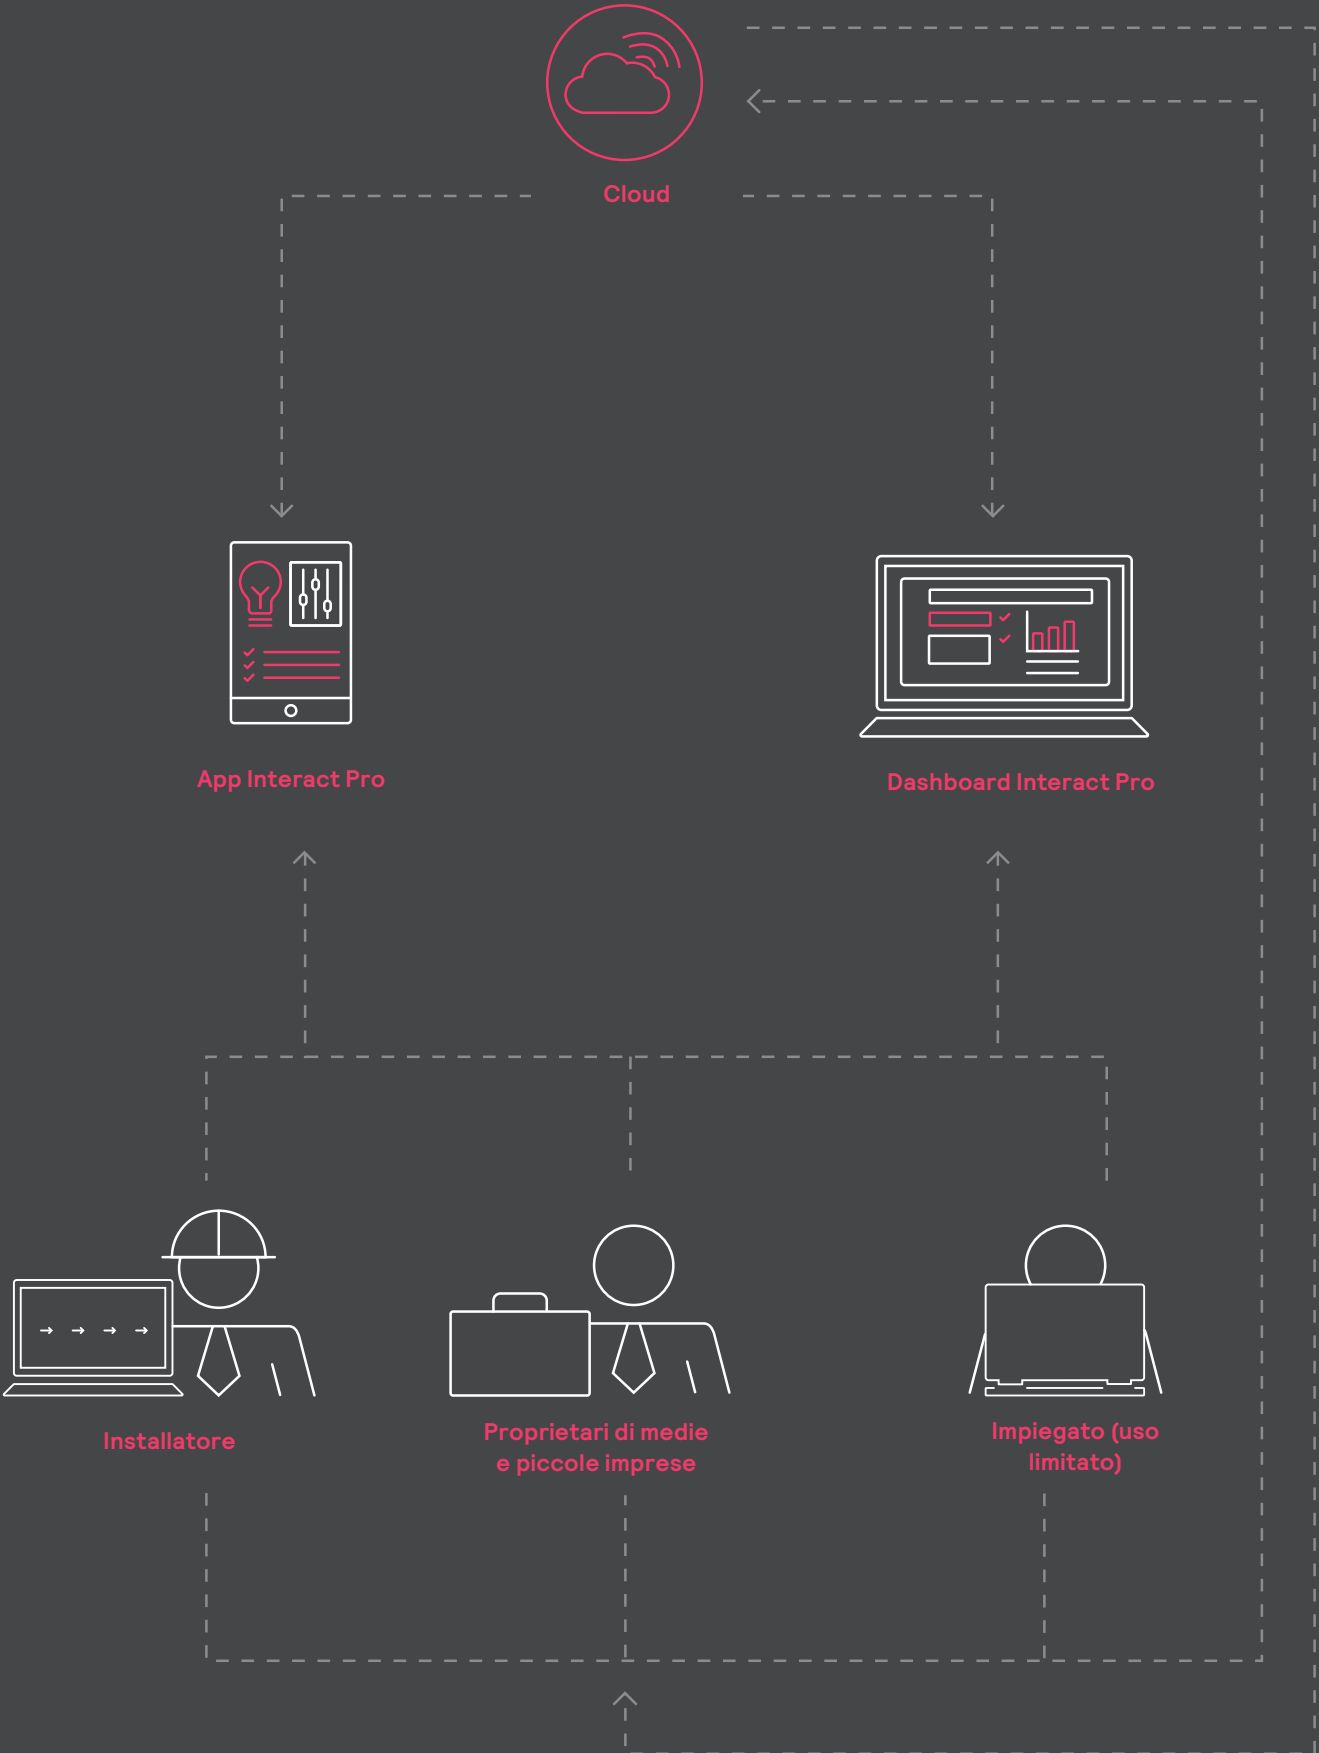 Cloud
App Interact Pro
Dashboard Interact Pro
Installatore
Proprietari di medie
e piccole imprese
Impiegato (uso
limitato)